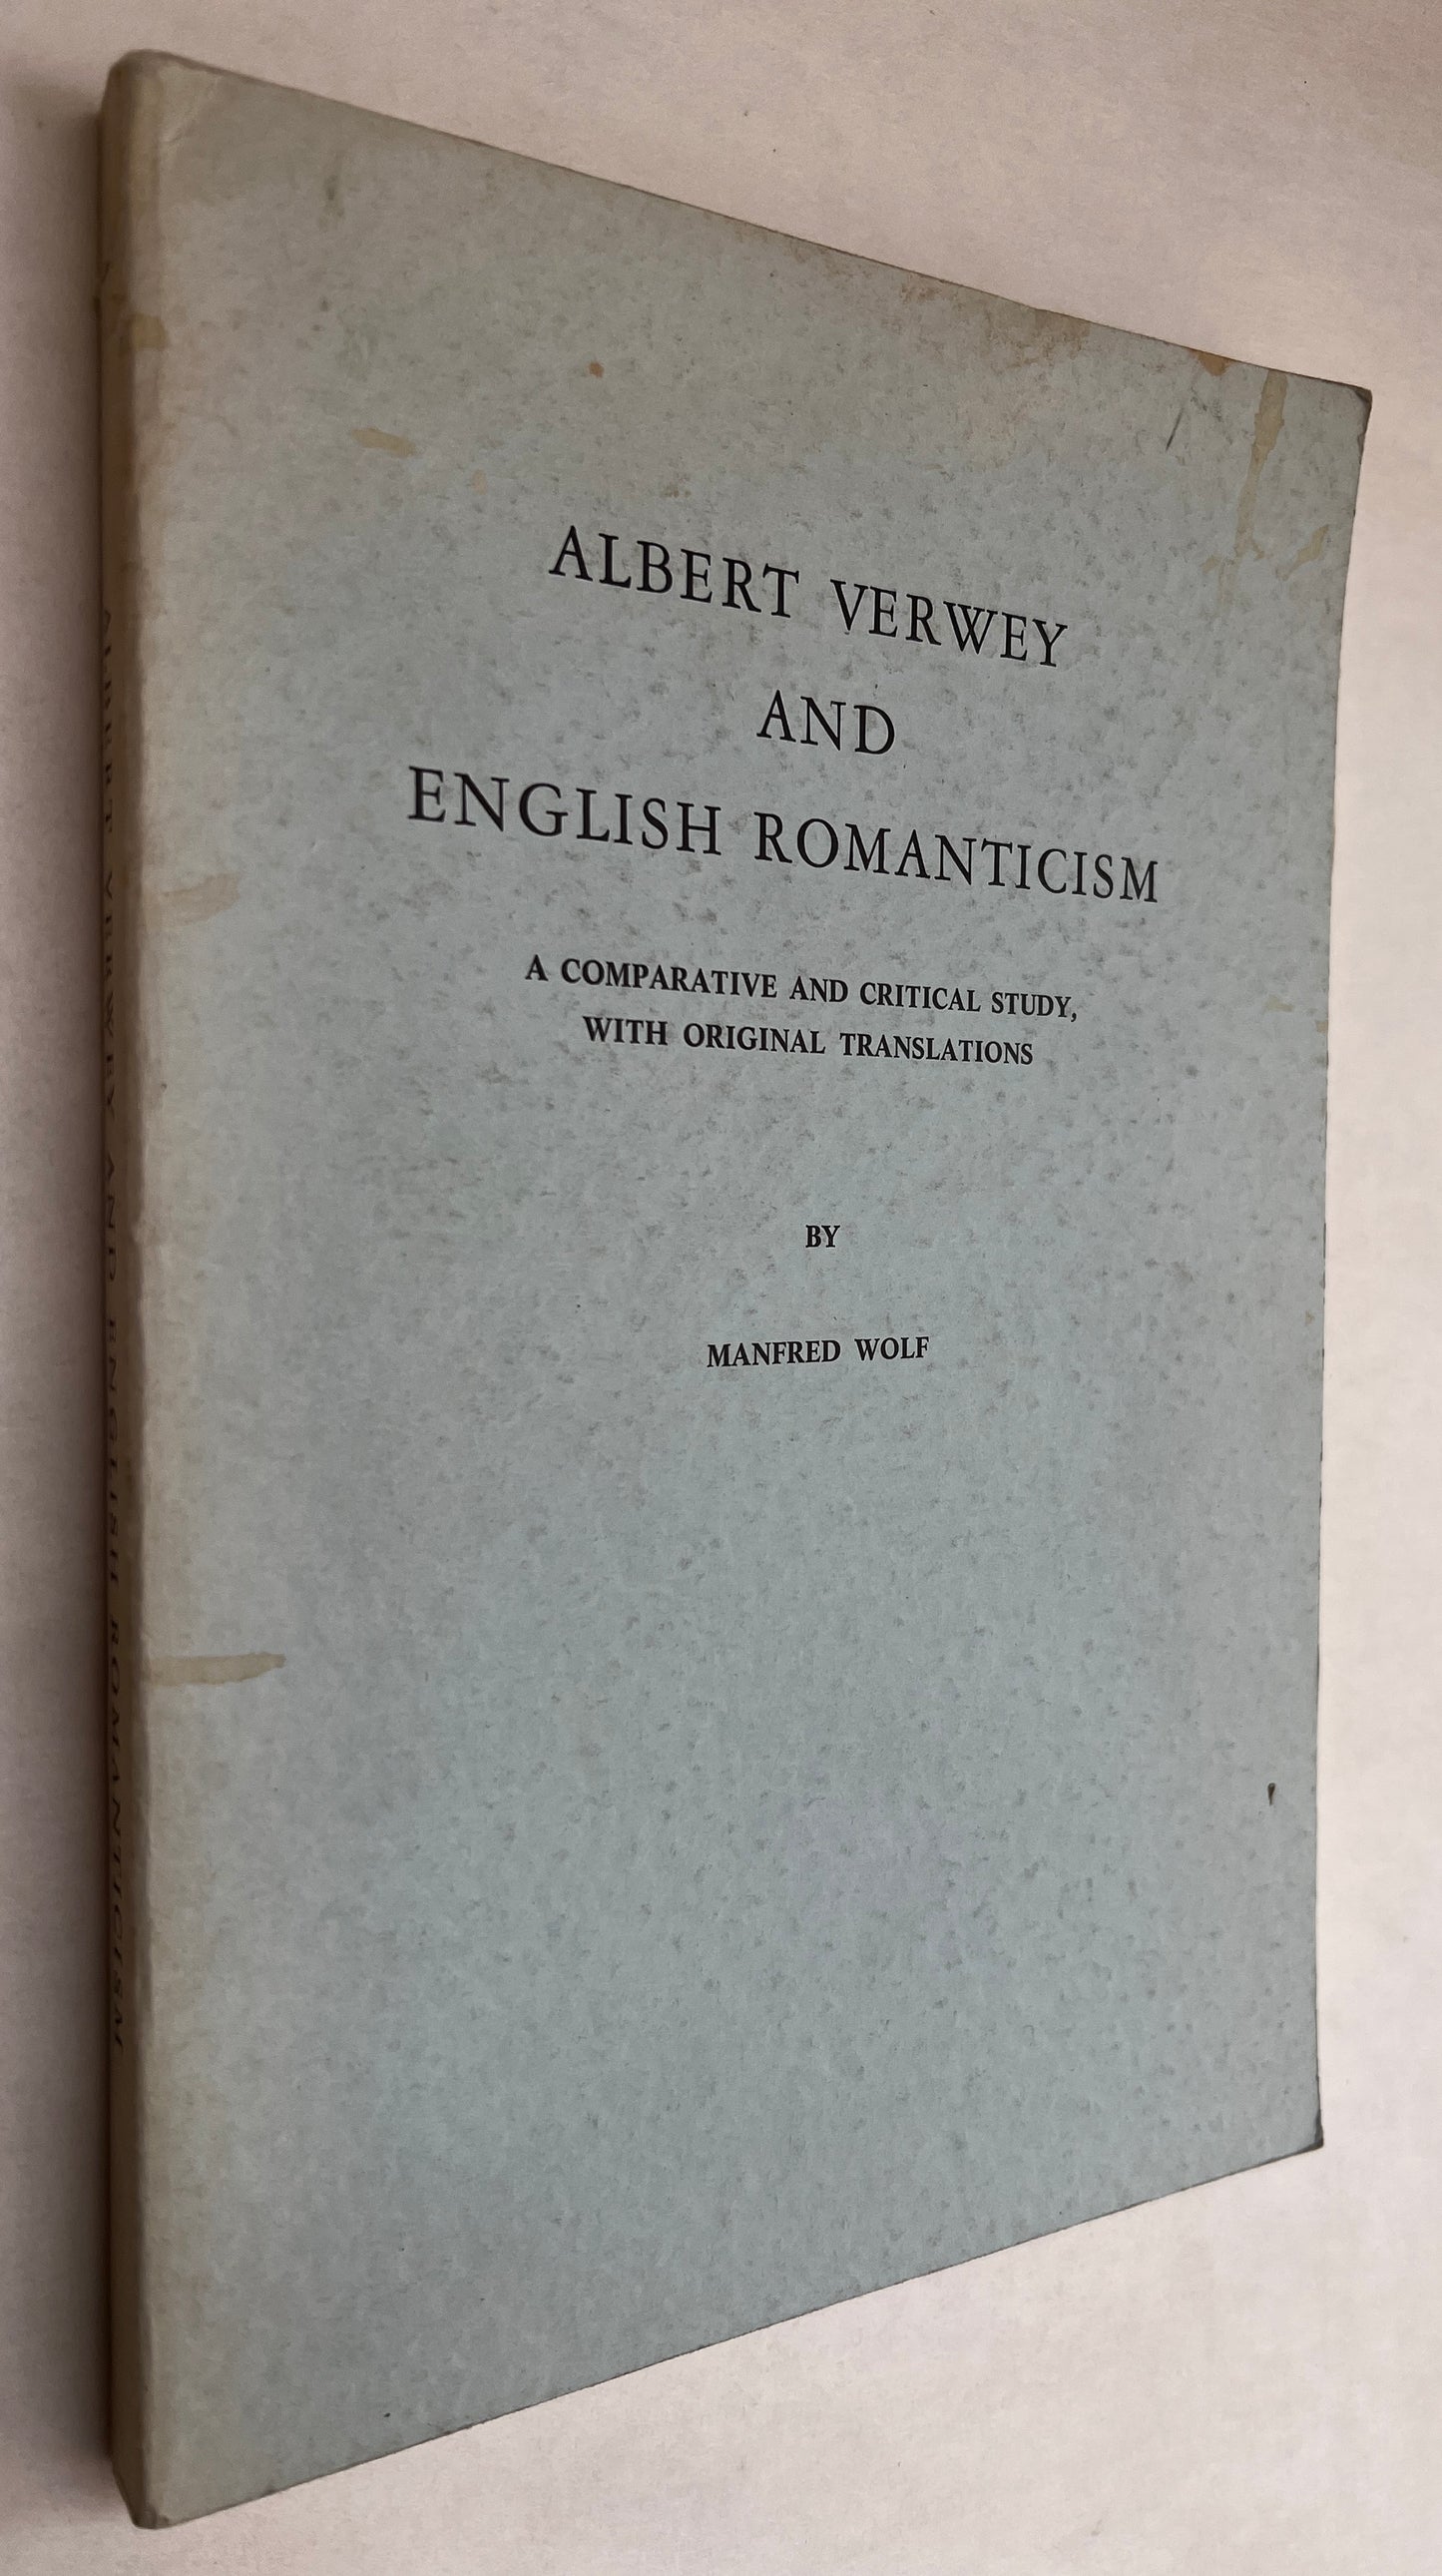 ALBERT VERWEY
AND
ENGLISH ROMANTICISM
A COMPARATIVE AND CRITICAL STUDY,
WITH ORIGINAL TRANSLATIONS
BY
MANFRED WOLF
ALBERT VERWEY AND ENGLISH ROMANTICISM